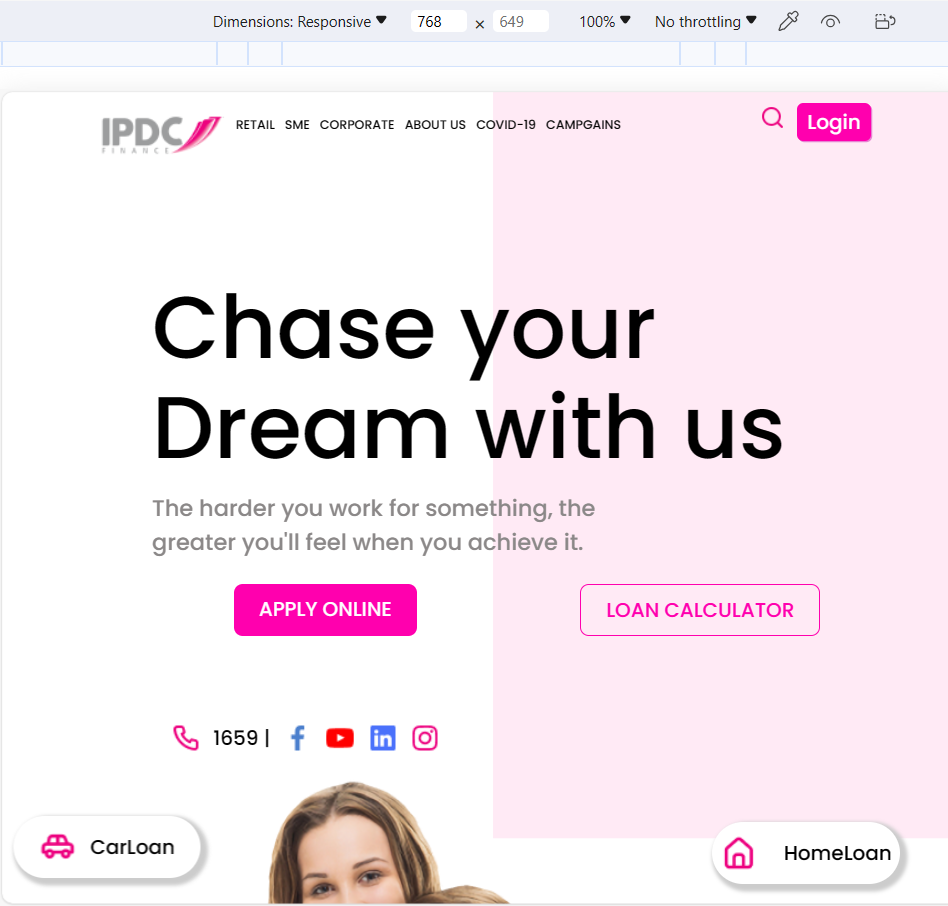 Dimensions: Responsive 768 × 649 100% No throttling
IPDC FINANCE RETAIL SME CORPORATE ABOUT US COVID-19 CAMPGAINS Login
Chase your
Dream with us
The harder you work for something, the
greater you'll feel when you achieve it.
APPLY ONLINE LOAN CALCULATOR
1659 |
CarLoan HomeLoan